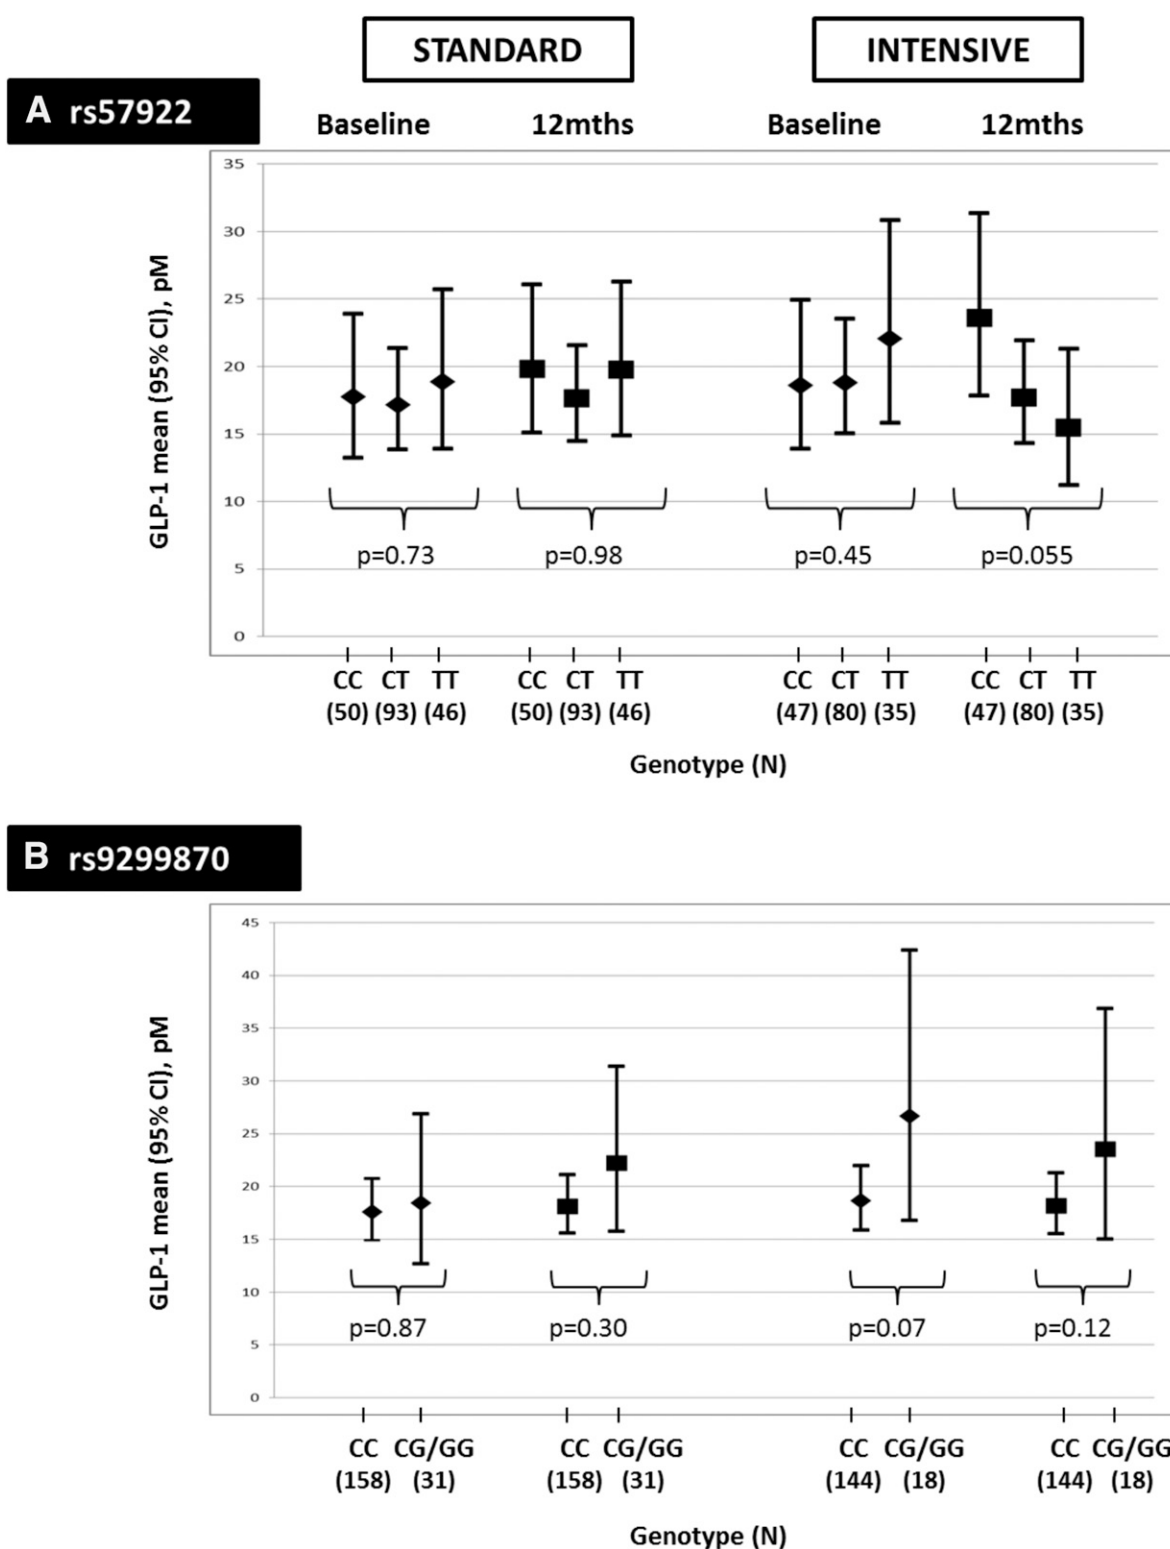 STANDARD INTENSIVE
A rs57922
Baseline 12mths Baseline 12mths
GLP-1 mean (95% CI), pM
35
30
25
20
15
10
5
0
p=0.73 p=0.98 p=0.45 p=0.055
CC CT TT CC CT TT CC CT TT CC CT TT
(50) (93) (46) (50) (93) (46) (47) (80) (35) (47) (80) (35)
Genotype (N)
B rs9299870
GLP-1 mean (95% CI), pM
45
40
35
30
25
20
15
10
5
0
p=0.87 p=0.30 p=0.07 p=0.12
CC CG/GG CC CG/GG CC CG/GG CC CG/GG
(158) (31) (158) (31) (144) (18) (144) (18)
Genotype (N)